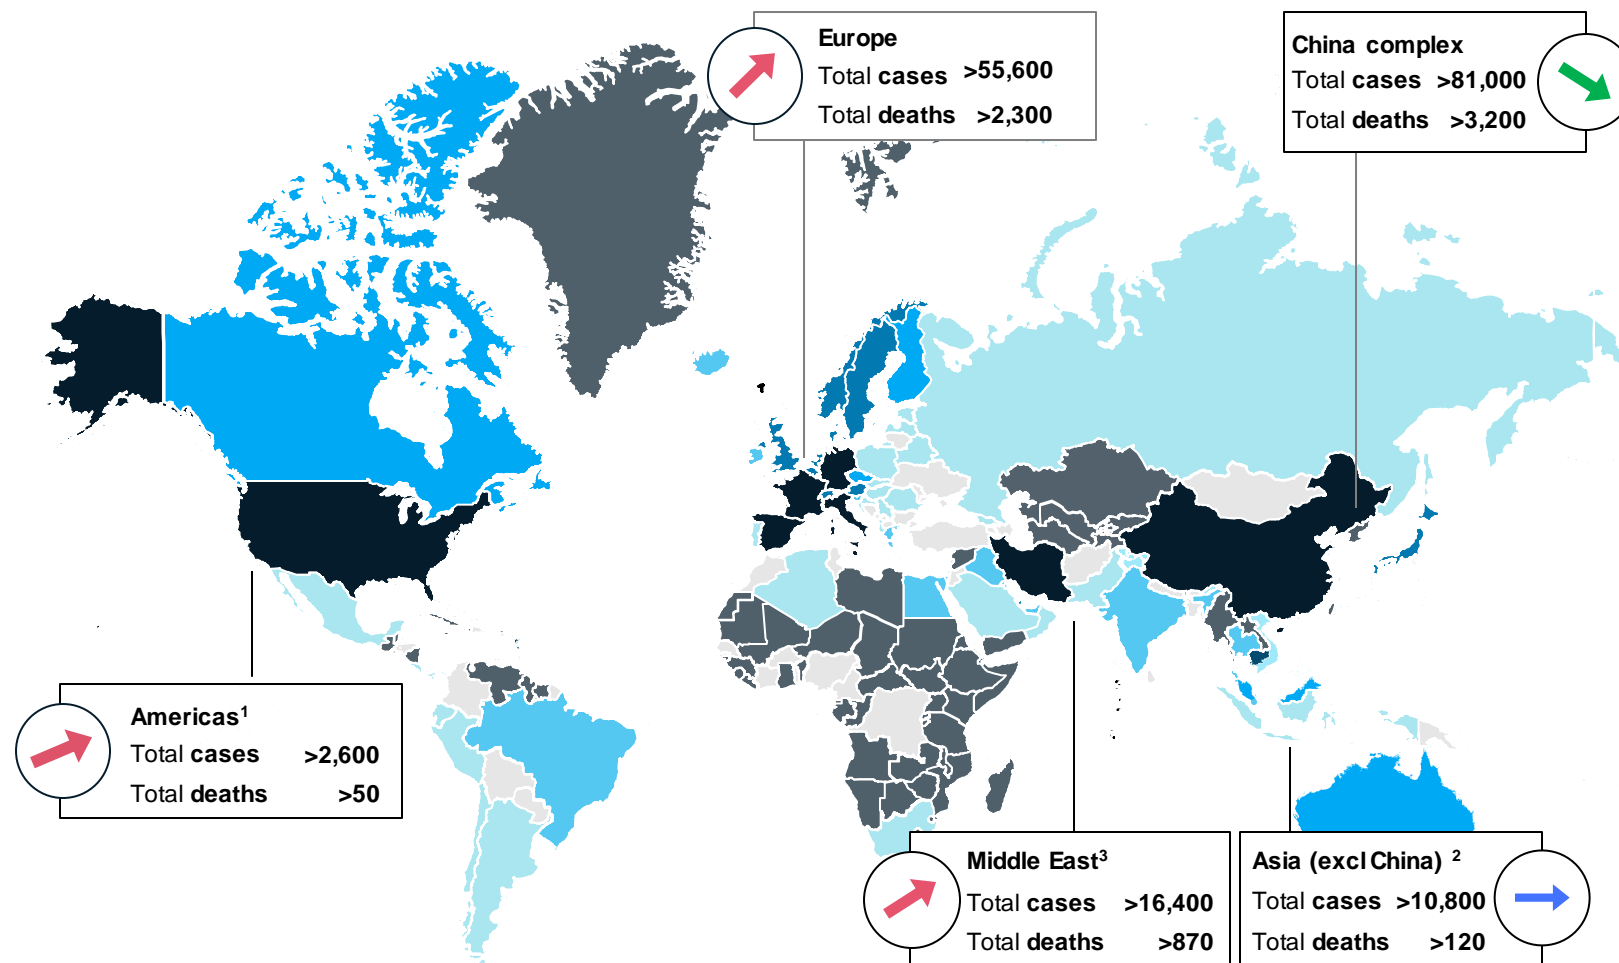 Europe
Total cases >55,600
Total deaths >2,300
China complex
Total cases >81,000
Total deaths >3,200
Americas¹
Total cases >2,600
Total deaths >50
Middle East³
Total cases >16,400
Total deaths >870
Asia (excl China) ²
Total cases >10,800
Total deaths >120